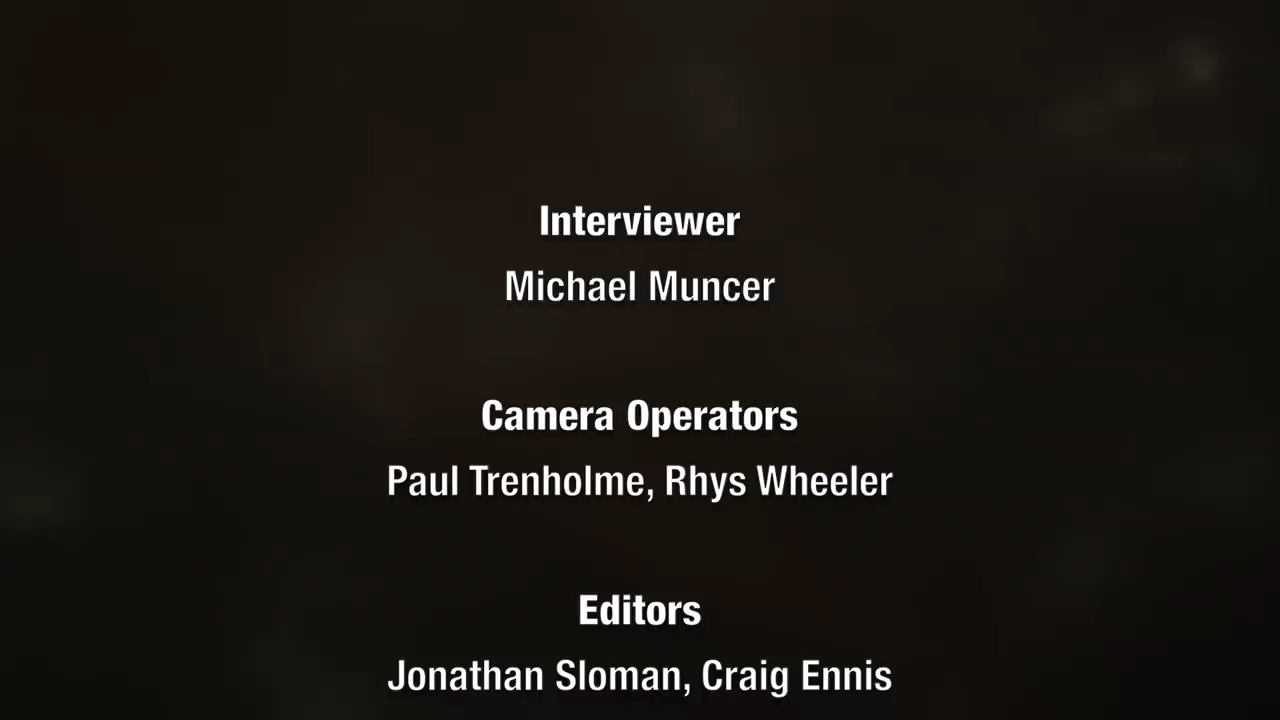 Interviewer
Michael Muncer
Camera Operators
Paul Trenholme, Rhys Wheeler
Editors
Jonathan Sloman, Craig Ennis